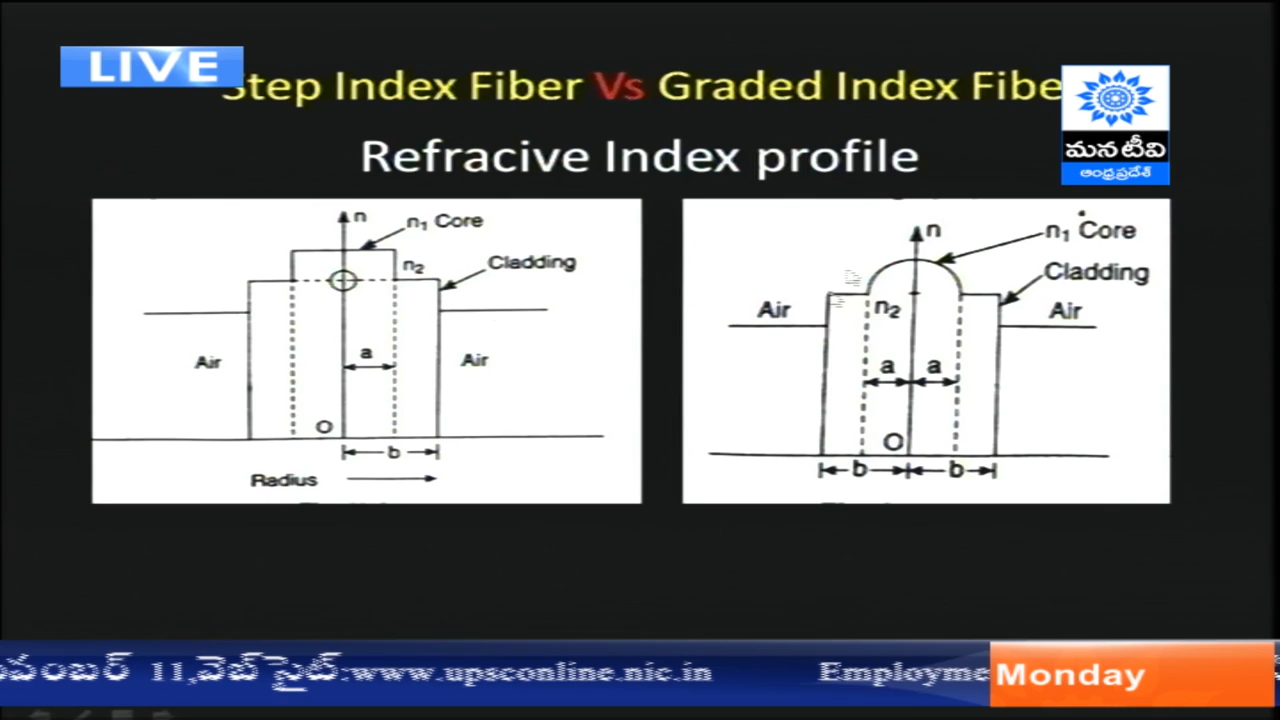 LIVE
Step Index Fiber Vs Graded Index Fibe
మన టీవీ
ఆంధ్రప్రదేశ్
Refracive Index profile
n
n₁ Core
n₂
Cladding
Air
a
Air
O
b
Radius
n
n₁ Core
Cladding
Air
n₂
Air
a
a
O
b
b
11,వెబ్ సైట్:www.upsconline.nic.in
Employme
Monday